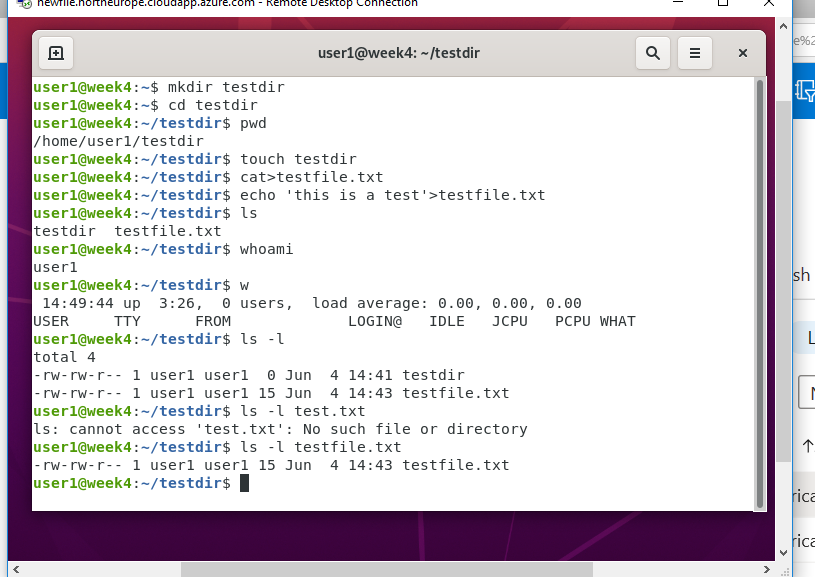 newfile.northeurope.cloudapp.azure.com - Remote Desktop Connection
user1@week4: ~/testdir
user1@week4:~$ mkdir testdir
user1@week4:~$ cd testdir
user1@week4:~/testdir$ pwd
/home/user1/testdir
user1@week4:~/testdir$ touch testdir
user1@week4:~/testdir$ cat>testfile.txt
user1@week4:~/testdir$ echo 'this is a test'>testfile.txt
user1@week4:~/testdir$ ls
testdir  testfile.txt
user1@week4:~/testdir$ whoami
user1
user1@week4:~/testdir$ w
 14:49:44 up  3:26,  0 users,  load average: 0.00, 0.00, 0.00
USER     TTY      FROM             LOGIN@   IDLE   JCPU   PCPU WHAT
user1@week4:~/testdir$ ls -l
total 4
-rw-rw-r-- 1 user1 user1  0 Jun  4 14:41 testdir
-rw-rw-r-- 1 user1 user1 15 Jun  4 14:43 testfile.txt
user1@week4:~/testdir$ ls -l test.txt
ls: cannot access 'test.txt': No such file or directory
user1@week4:~/testdir$ ls -l testfile.txt
-rw-rw-r-- 1 user1 user1 15 Jun  4 14:43 testfile.txt
user1@week4:~/testdir$